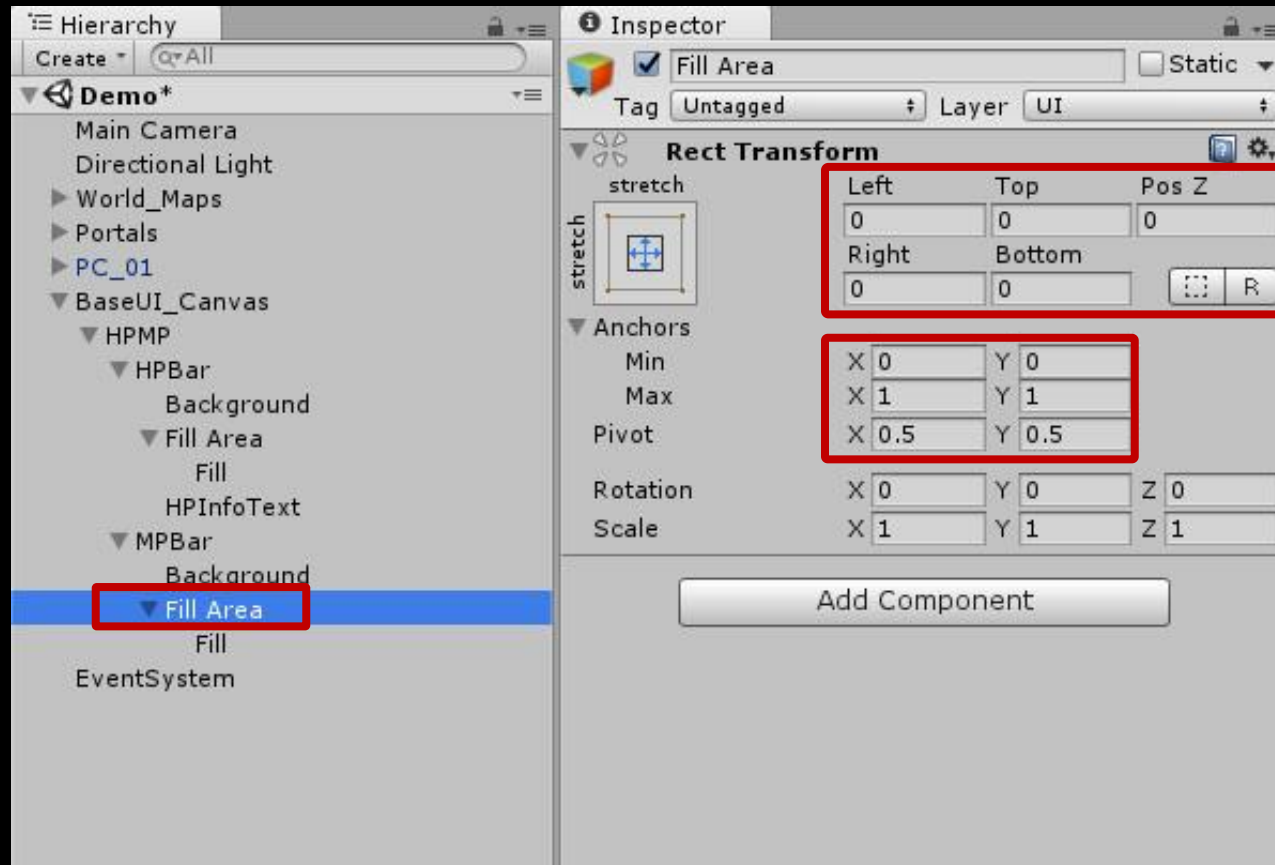 Hierarchy
Create
All
Demo*
Main Camera
Directional Light
World_Maps
Portals
PC_01
BaseUI_Canvas
HPMP
HPBar
Background
Fill Area
Fill
HPInfoText
MPBar
Background
Fill Area
Fill
EventSystem
Inspector
Fill Area
Static
Tag Untagged Layer UI
Rect Transform
stretch
stretch
Left Top Pos Z
0 0 0
Right Bottom
0 0 R
Anchors
Min X 0 Y 0
Max X 1 Y 1
Pivot X 0.5 Y 0.5
Rotation X 0 Y 0 Z 0
Scale X 1 Y 1 Z 1
Add Component